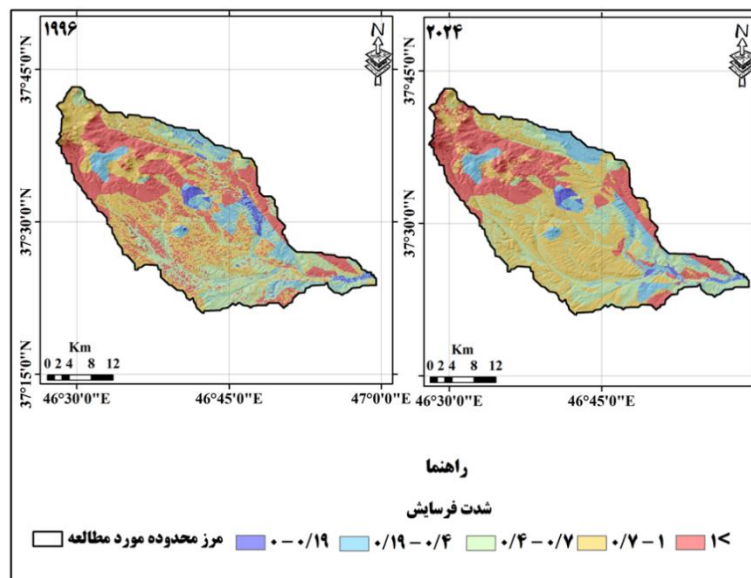 ۱۹۹۶
N
37°45'0"N
37°30'0"N
37°15'0"N
Km
0 2 4 8 12
46°30'0"E
46°45'0"E
47°0'0"E
۲۰۲۴
N
37°45'0"N
37°30'0"N
Km
0 2 4 8 12
46°30'0"E
46°45'0"E
راهنما
شدت فرسایش
مرز محدوده مورد مطالعه
۰ - ۰/۱۹
۰/۱۹ - ۰/۴
۰/۴ - ۰/۷
۰/۷ - ۱
۱>